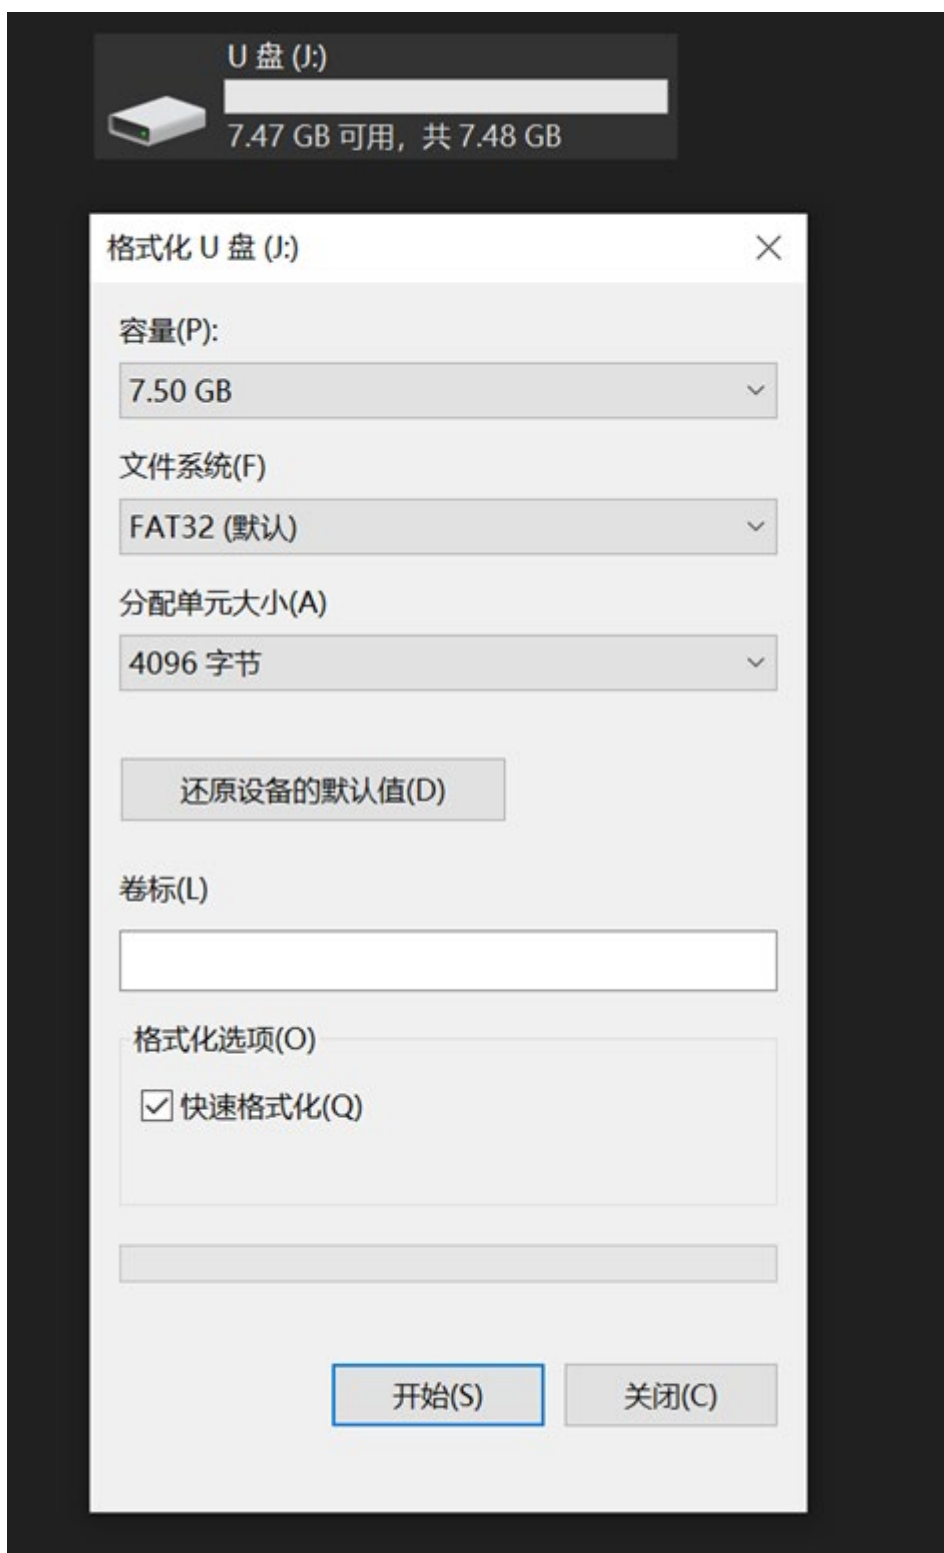 U 盘 (J:)
7.47 GB 可用，共 7.48 GB
格式化 U 盘 (J:)
容量(P):
7.50 GB
文件系统(F)
FAT32 (默认)
分配单元大小(A)
4096 字节
还原设备的默认值(D)
卷标(L)
格式化选项(O)
快速格式化(Q)
开始(S)
关闭(C)